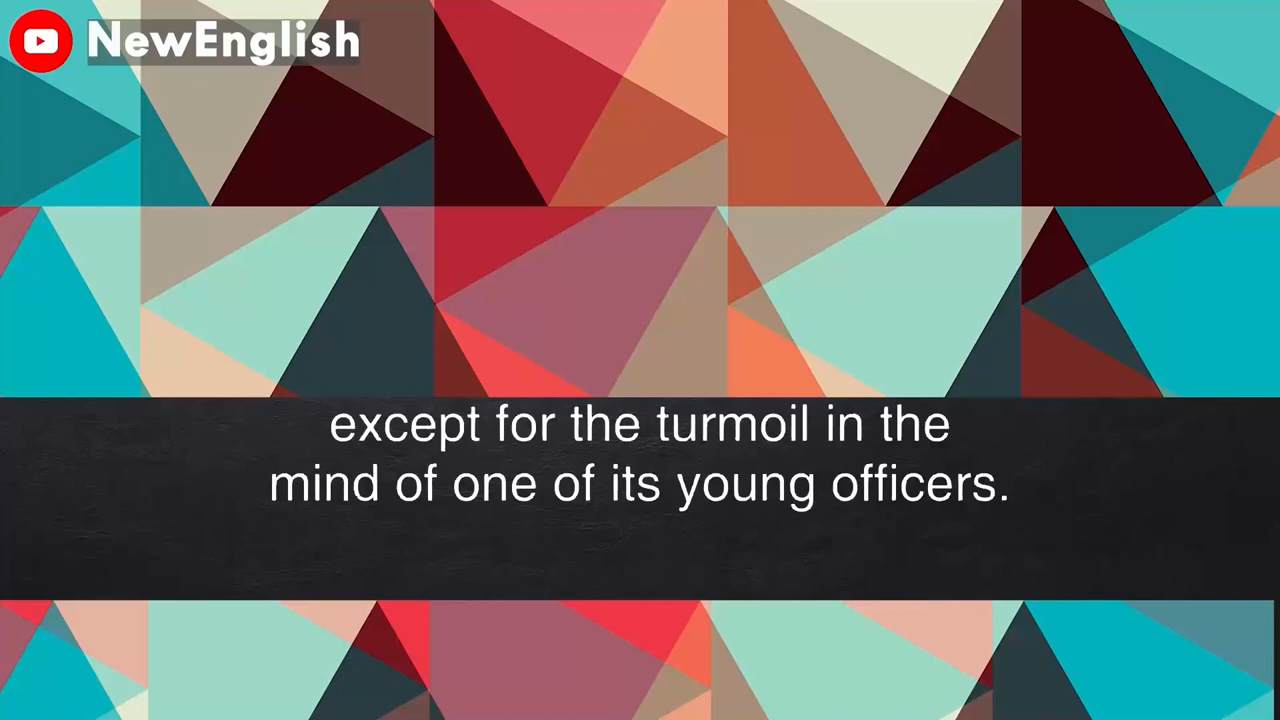 NewEnglish
except for the turmoil in the
mind of one of its young officers.